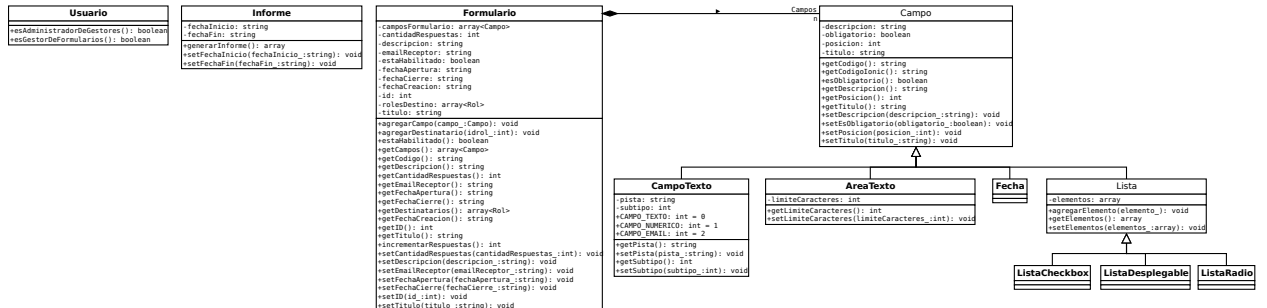 Usuario
+esAdministradorDeGestores(): boolean
+esGestorDeFormularios(): boolean
Informe
-fechaInicio: string
-fechaFin: string
+generarInforme(): array
+setFechaInicio(fechaInicio_:string): void
+setFechaFin(fechaFin_:string): void
Formulario
-camposFormulario: array<Campo>
-cantidadRespuestas: int
-descripcion: string
-emailReceptor: string
-estaHabilitado: boolean
-fechaApertura: string
-fechaCierre: string
-fechaCreacion: string
-id: int
-rolesDestino: array<Rol>
-titulo: string
+agregarCampo(campo_:Campo): void
+agregarDestinatario(idrol_:int): void
+estaHabilitado(): boolean
+getCampos(): array<Campo>
+getCodigo(): string
+getDescripcion(): string
+getCantidadRespuestas(): int
+getEmailReceptor(): string
+getFechaApertura(): string
+getFechaCierre(): string
+getDestinatarios(): array<Rol>
+getFechaCreacion(): string
+getID(): int
+getTitulo(): string
+incrementarRespuestas(): int
+setCantidadRespuestas(cantidadRespuestas_:int): void
+setDescripcion(descripcion_:string): void
+setEmailReceptor(emailReceptor_:string): void
+setFechaApertura(fechaApertura_:string): void
+setFechaCierre(fechaCierre_:string): void
+setID(id_:int): void
+setTitulo(titulo_:string): void
Campos
n
Campo
-descripcion: string
-obligatorio: boolean
-posicion: int
-titulo: string
+getCodigo(): string
+getCodigoIonic(): string
+esObligatorio(): boolean
+getDescripcion(): string
+getPosicion(): int
+getTitulo(): string
+setDescripcion(descripcion_:string): void
+setEsObligatorio(obligatorio_:boolean): void
+setPosicion(posicion_:int): void
+setTitulo(titulo_:string): void
CampoTexto
-pista: string
-subtipo: int
+CAMPO_TEXTO: int = 0
+CAMPO_NUMERICO: int = 1
+CAMPO_EMAIL: int = 2
+getPista(): string
+setPista(pista_:string): void
+getSubtipo(): int
+setSubtipo(subtipo_:int): void
AreaTexto
-limiteCaracteres: int
+getLimiteCaracteres(): int
+setLimiteCaracteres(limiteCaracteres_:int): void
Fecha
Lista
-elementos: array
+agregarElemento(elemento_): void
+getElementos(): array
+setElementos(elementos_:array): void
ListaCheckbox
ListaDesplegable
ListaRadio